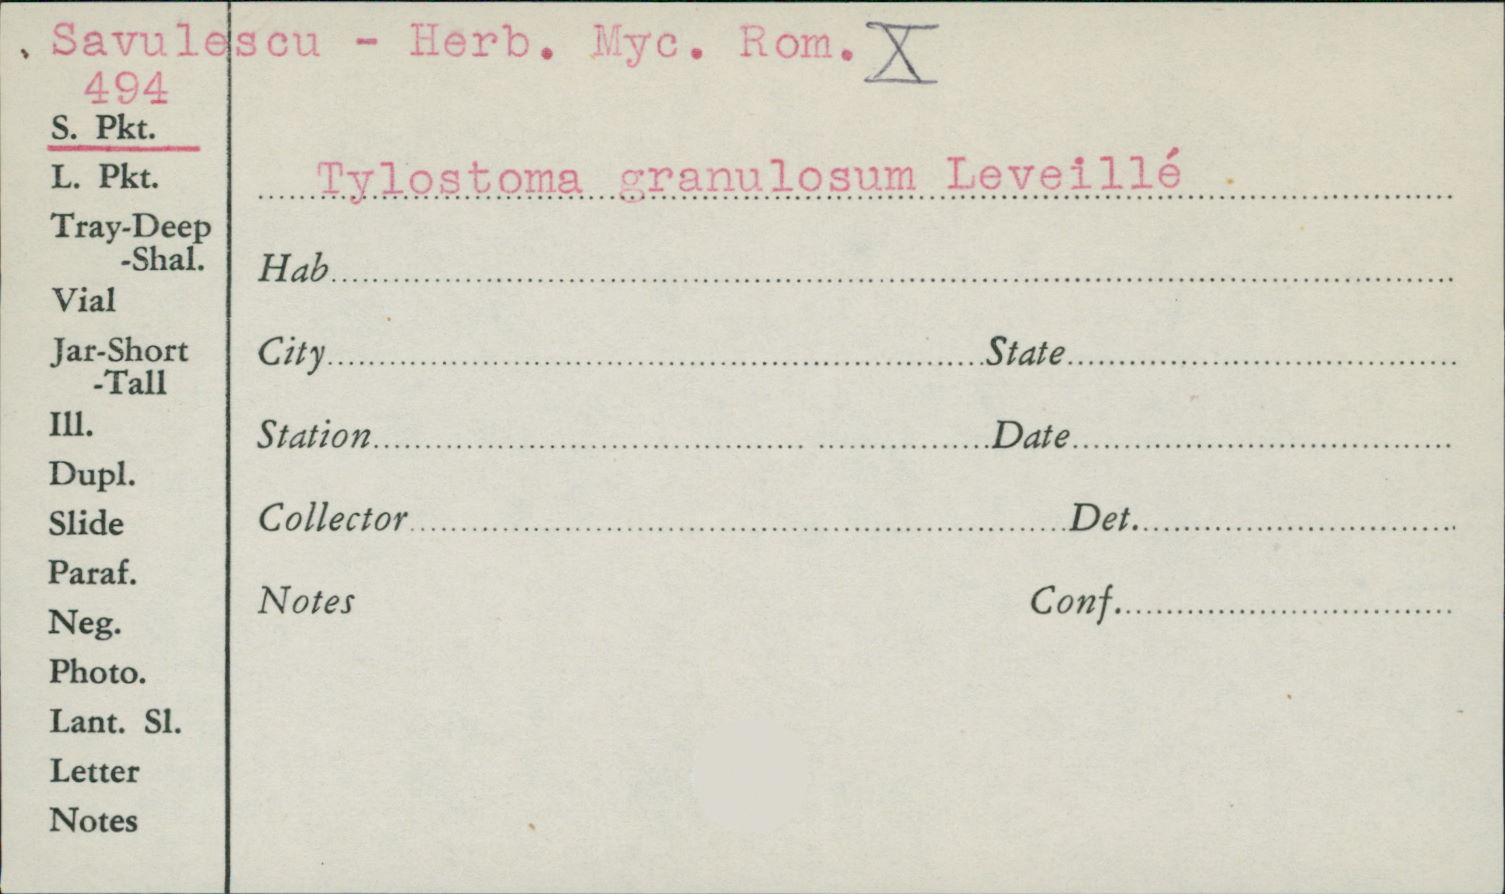 Savulescu - Herb. Myc. Rom. X
494
S. Pkt.
L. Pkt.
Tylostoma granulosum Leveillé
Tray-Deep
-Shal.
Hab
Vial
Jar-Short
-Tall
City State
Ill.
Station Date
Dupl.
Slide
Collector Det.
Paraf.
Notes Conf.
Neg.
Photo.
Lant. Sl.
Letter
Notes